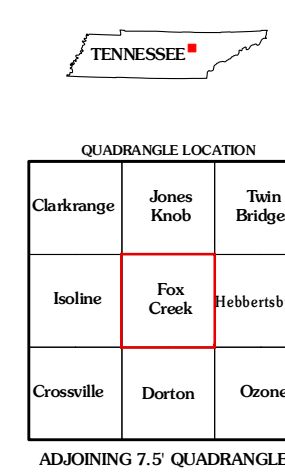 TENNESSEE
QUADRANGLE LOCATION
Clarkrange
Jones
Knob
Twin
Bridge
Isoline
Fox
Creek
Hebbertsb
Crossville
Dorton
Ozone
ADJOINING 7.5' QUADRANGLE